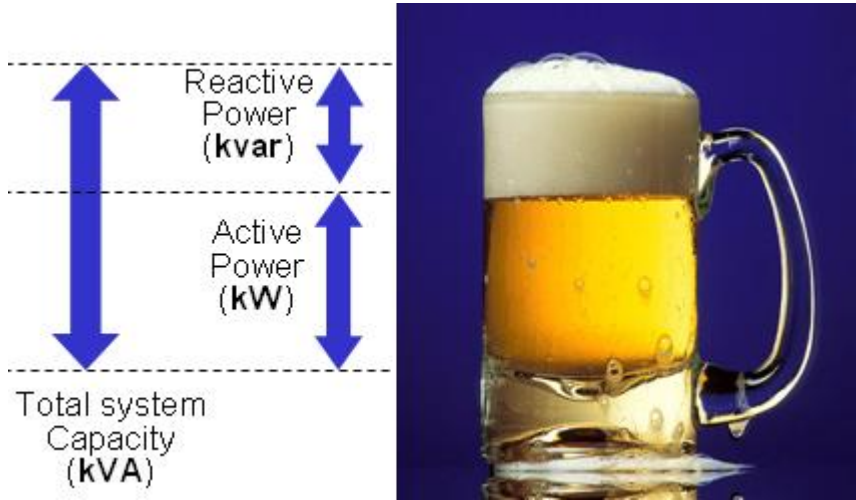 Reactive
Power
(kvar)
Active
Power
(kW)
Total system
Capacity
(kVA)